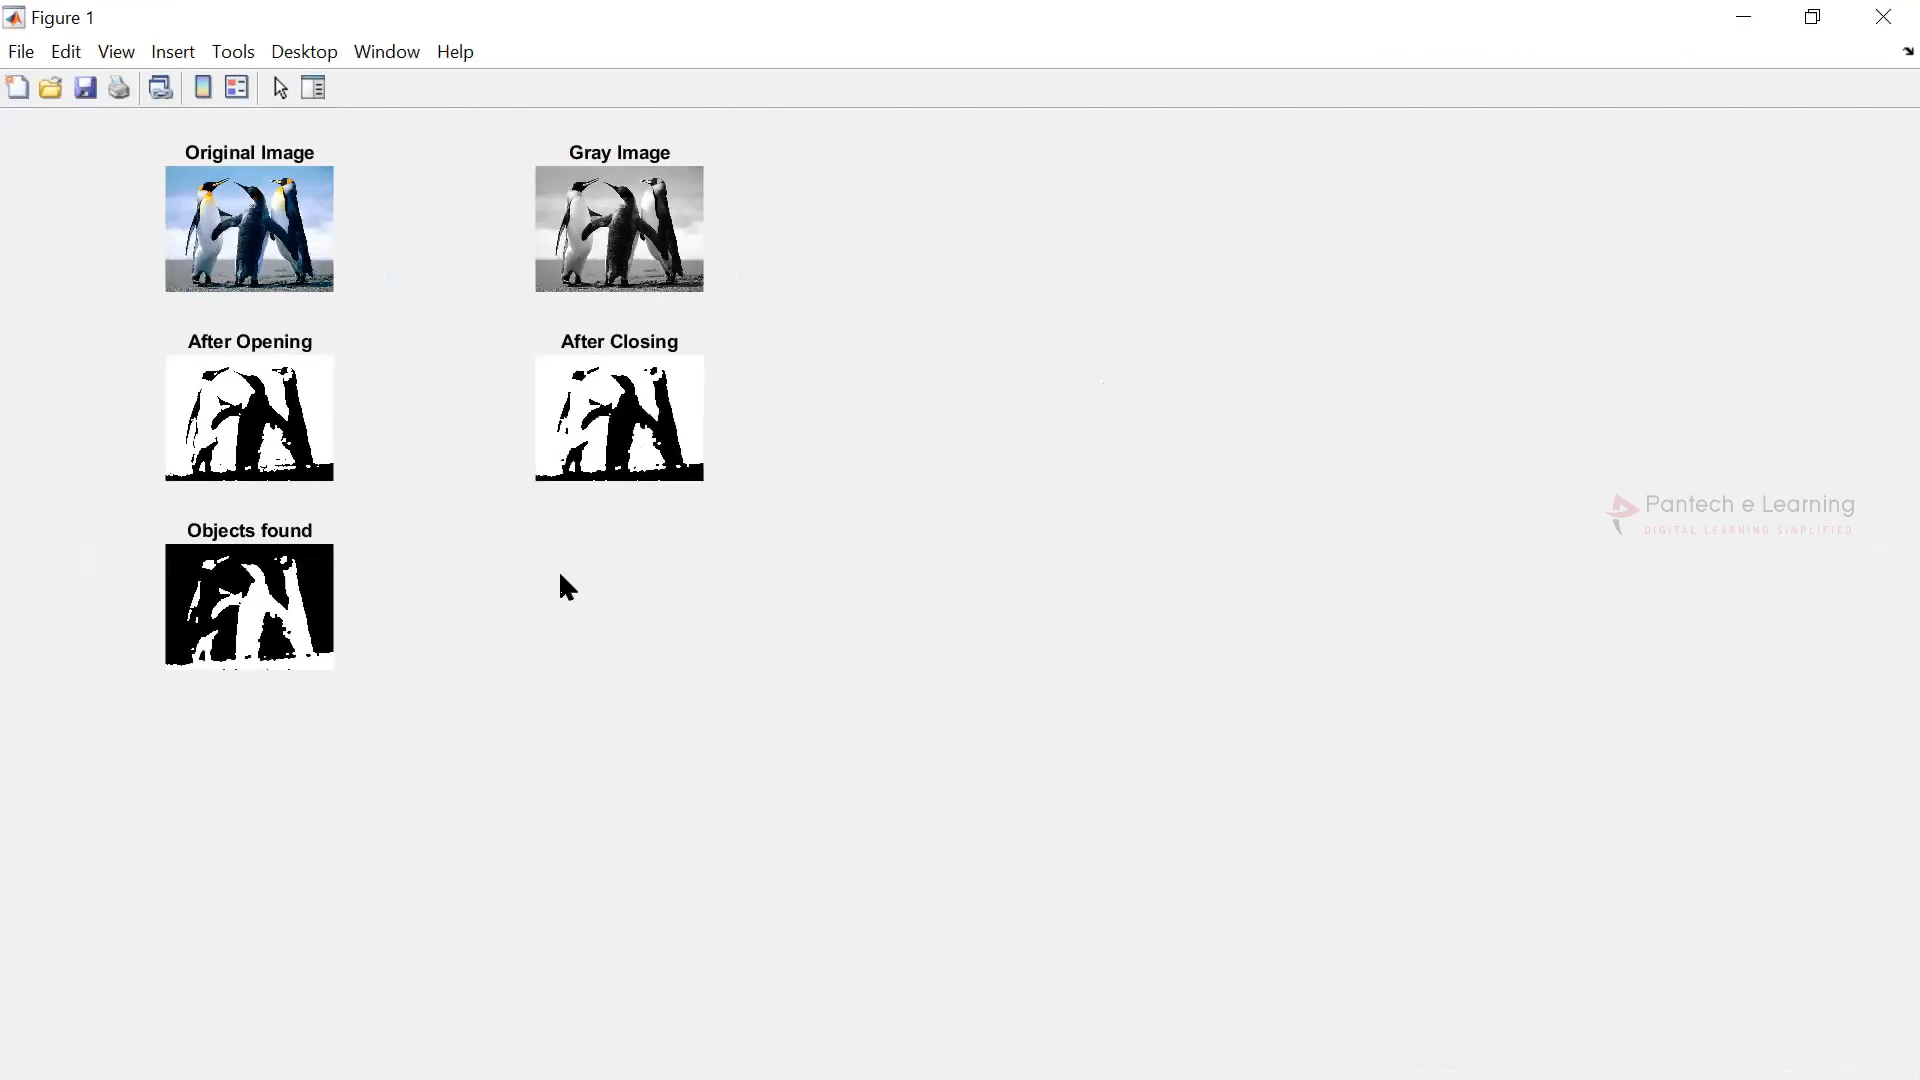 Figure 1
File Edit View Insert Tools Desktop Window Help
Original Image
Gray Image
After Opening
After Closing
Objects found
Pantech e Learning
DIGITAL LEARNING SIMPLIFIED